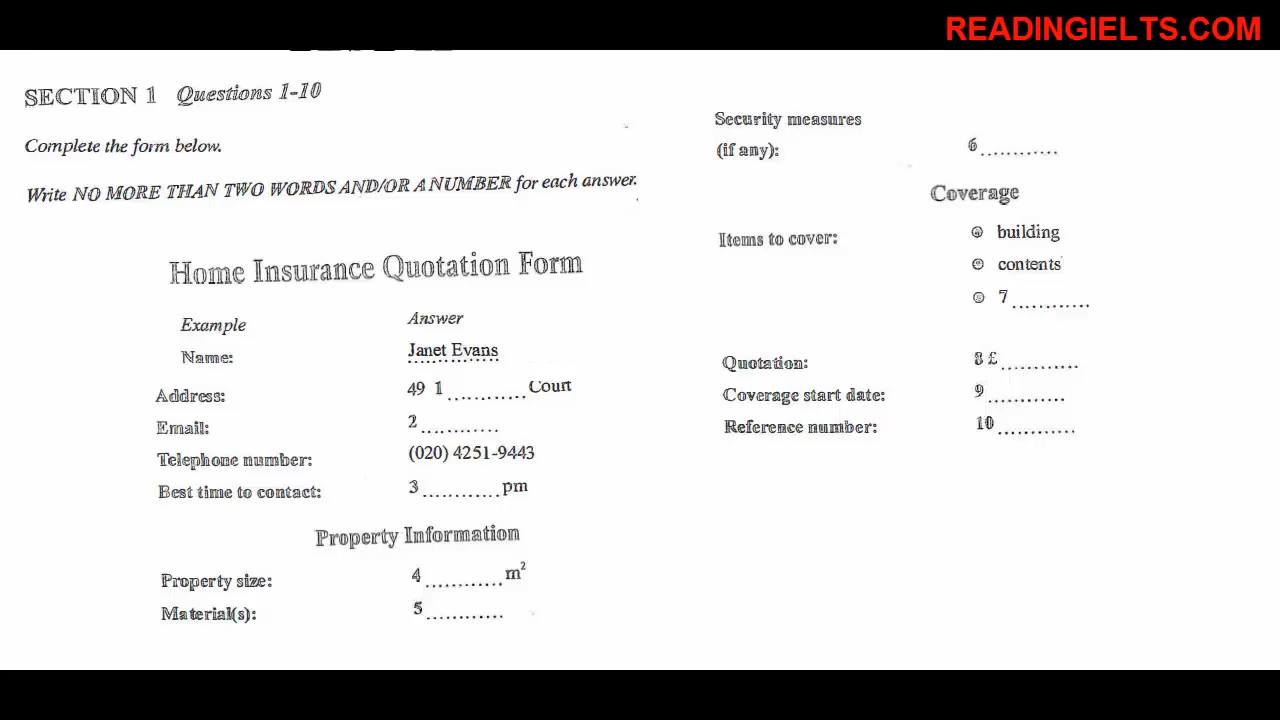 READINGIELTS.COM
SECTION 1 Questions 1-10
Complete the form below.
Write NO MORE THAN TWO WORDS AND/OR A NUMBER for each answer.
Home Insurance Quotation Form
Example Answer
Name: Janet Evans
Address: 49 1 ............ Court
Email: 2 ............
Telephone number: (020) 4251-9443
Best time to contact: 3 ............ pm
Property Information
Property size: 4 ............ m²
Material(s): 5 ............
Security measures
(if any): 6 ............
Coverage
Items to cover: building
contents
7 ............
Quotation: 8 £ ............
Coverage start date: 9 ............
Reference number: 10 ............